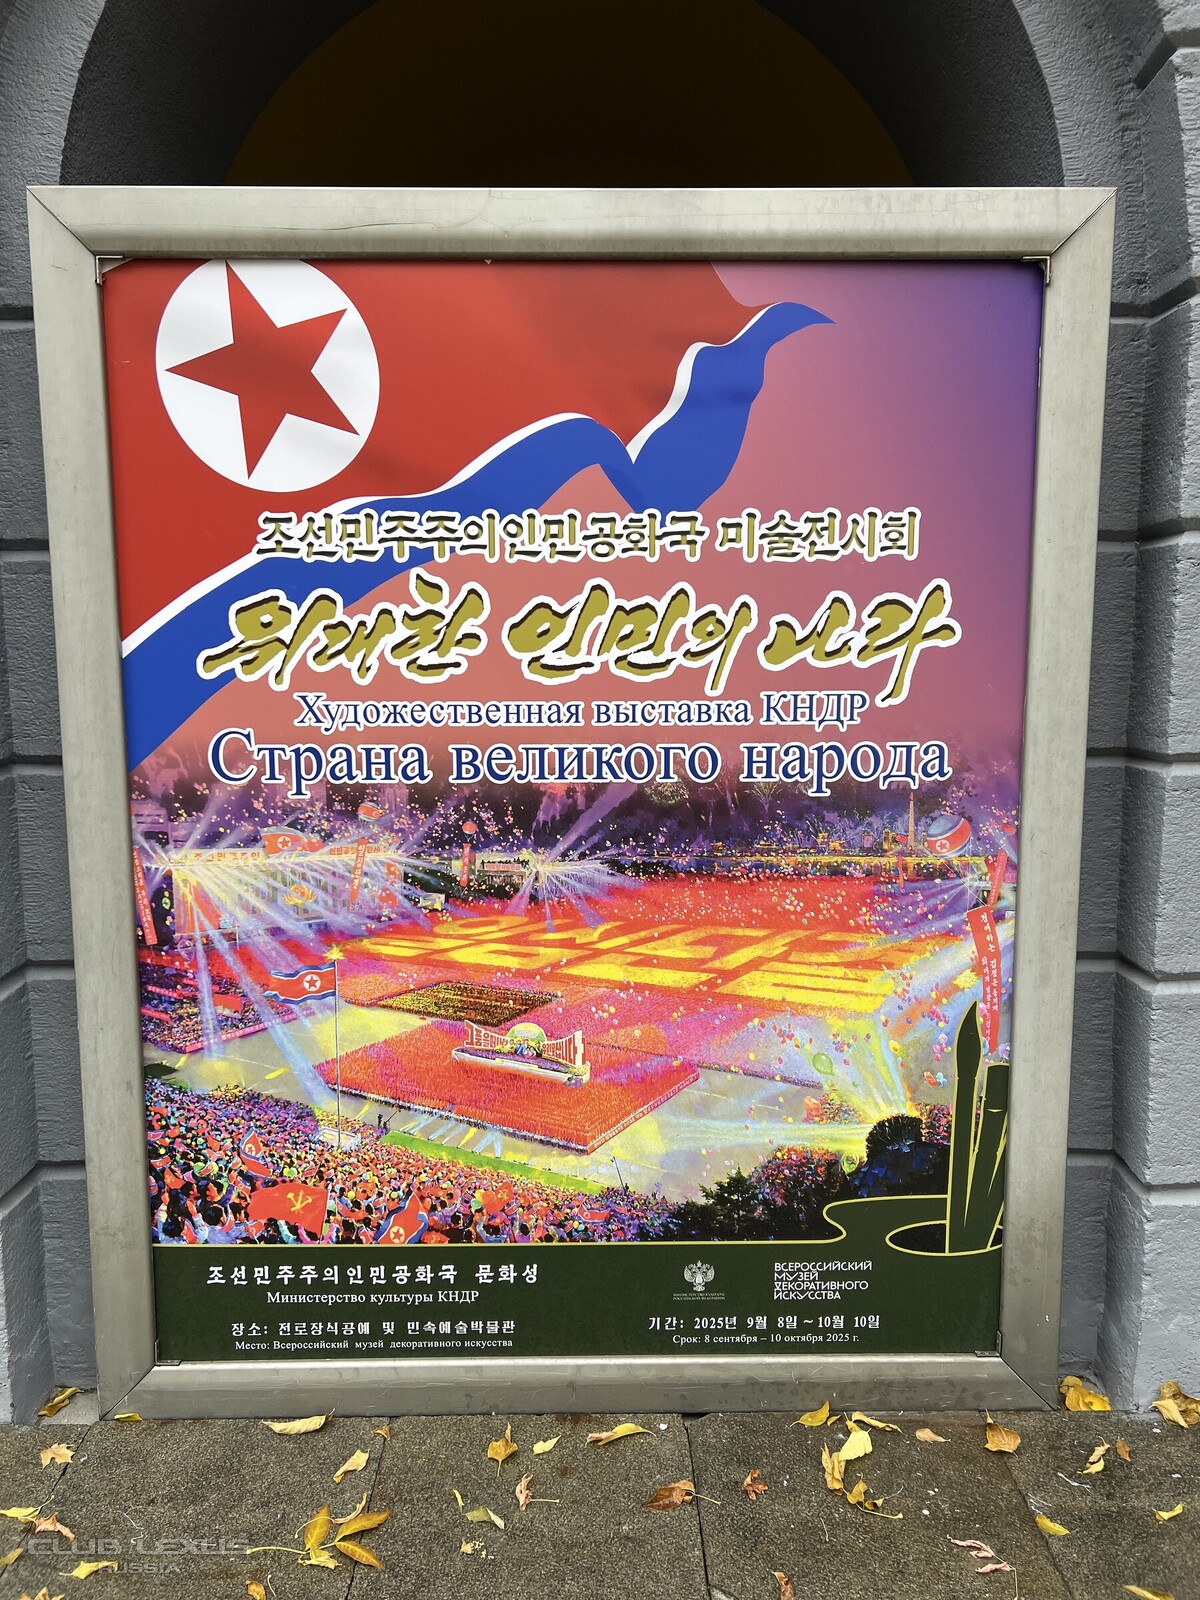 조선민주주의인민공화국 미술전시회
위대한 인민의 나라
Художественная выставка КНДР
Страна великого народа
조선민주주의인민공화국 문화성
Министерство культуры КНДР
장소: 전로장식공예 및 민속예술박물관
Место: Всероссийский музей декоративного искусства
МИНИСТЕРСТВО КУЛЬТУРЫ
РОССИЙСКОЙ ФЕДЕРАЦИИ
ВСЕРОССИЙСКИЙ
МУЗЕЙ
ДЕКОРАТИВНОГО
ИСКУССТВА
기간: 2025년 9월 8일 ~ 10월 10일
Срок: 8 сентября – 10 октября 2025 г.
CLUB LEXUS
RUSSIA